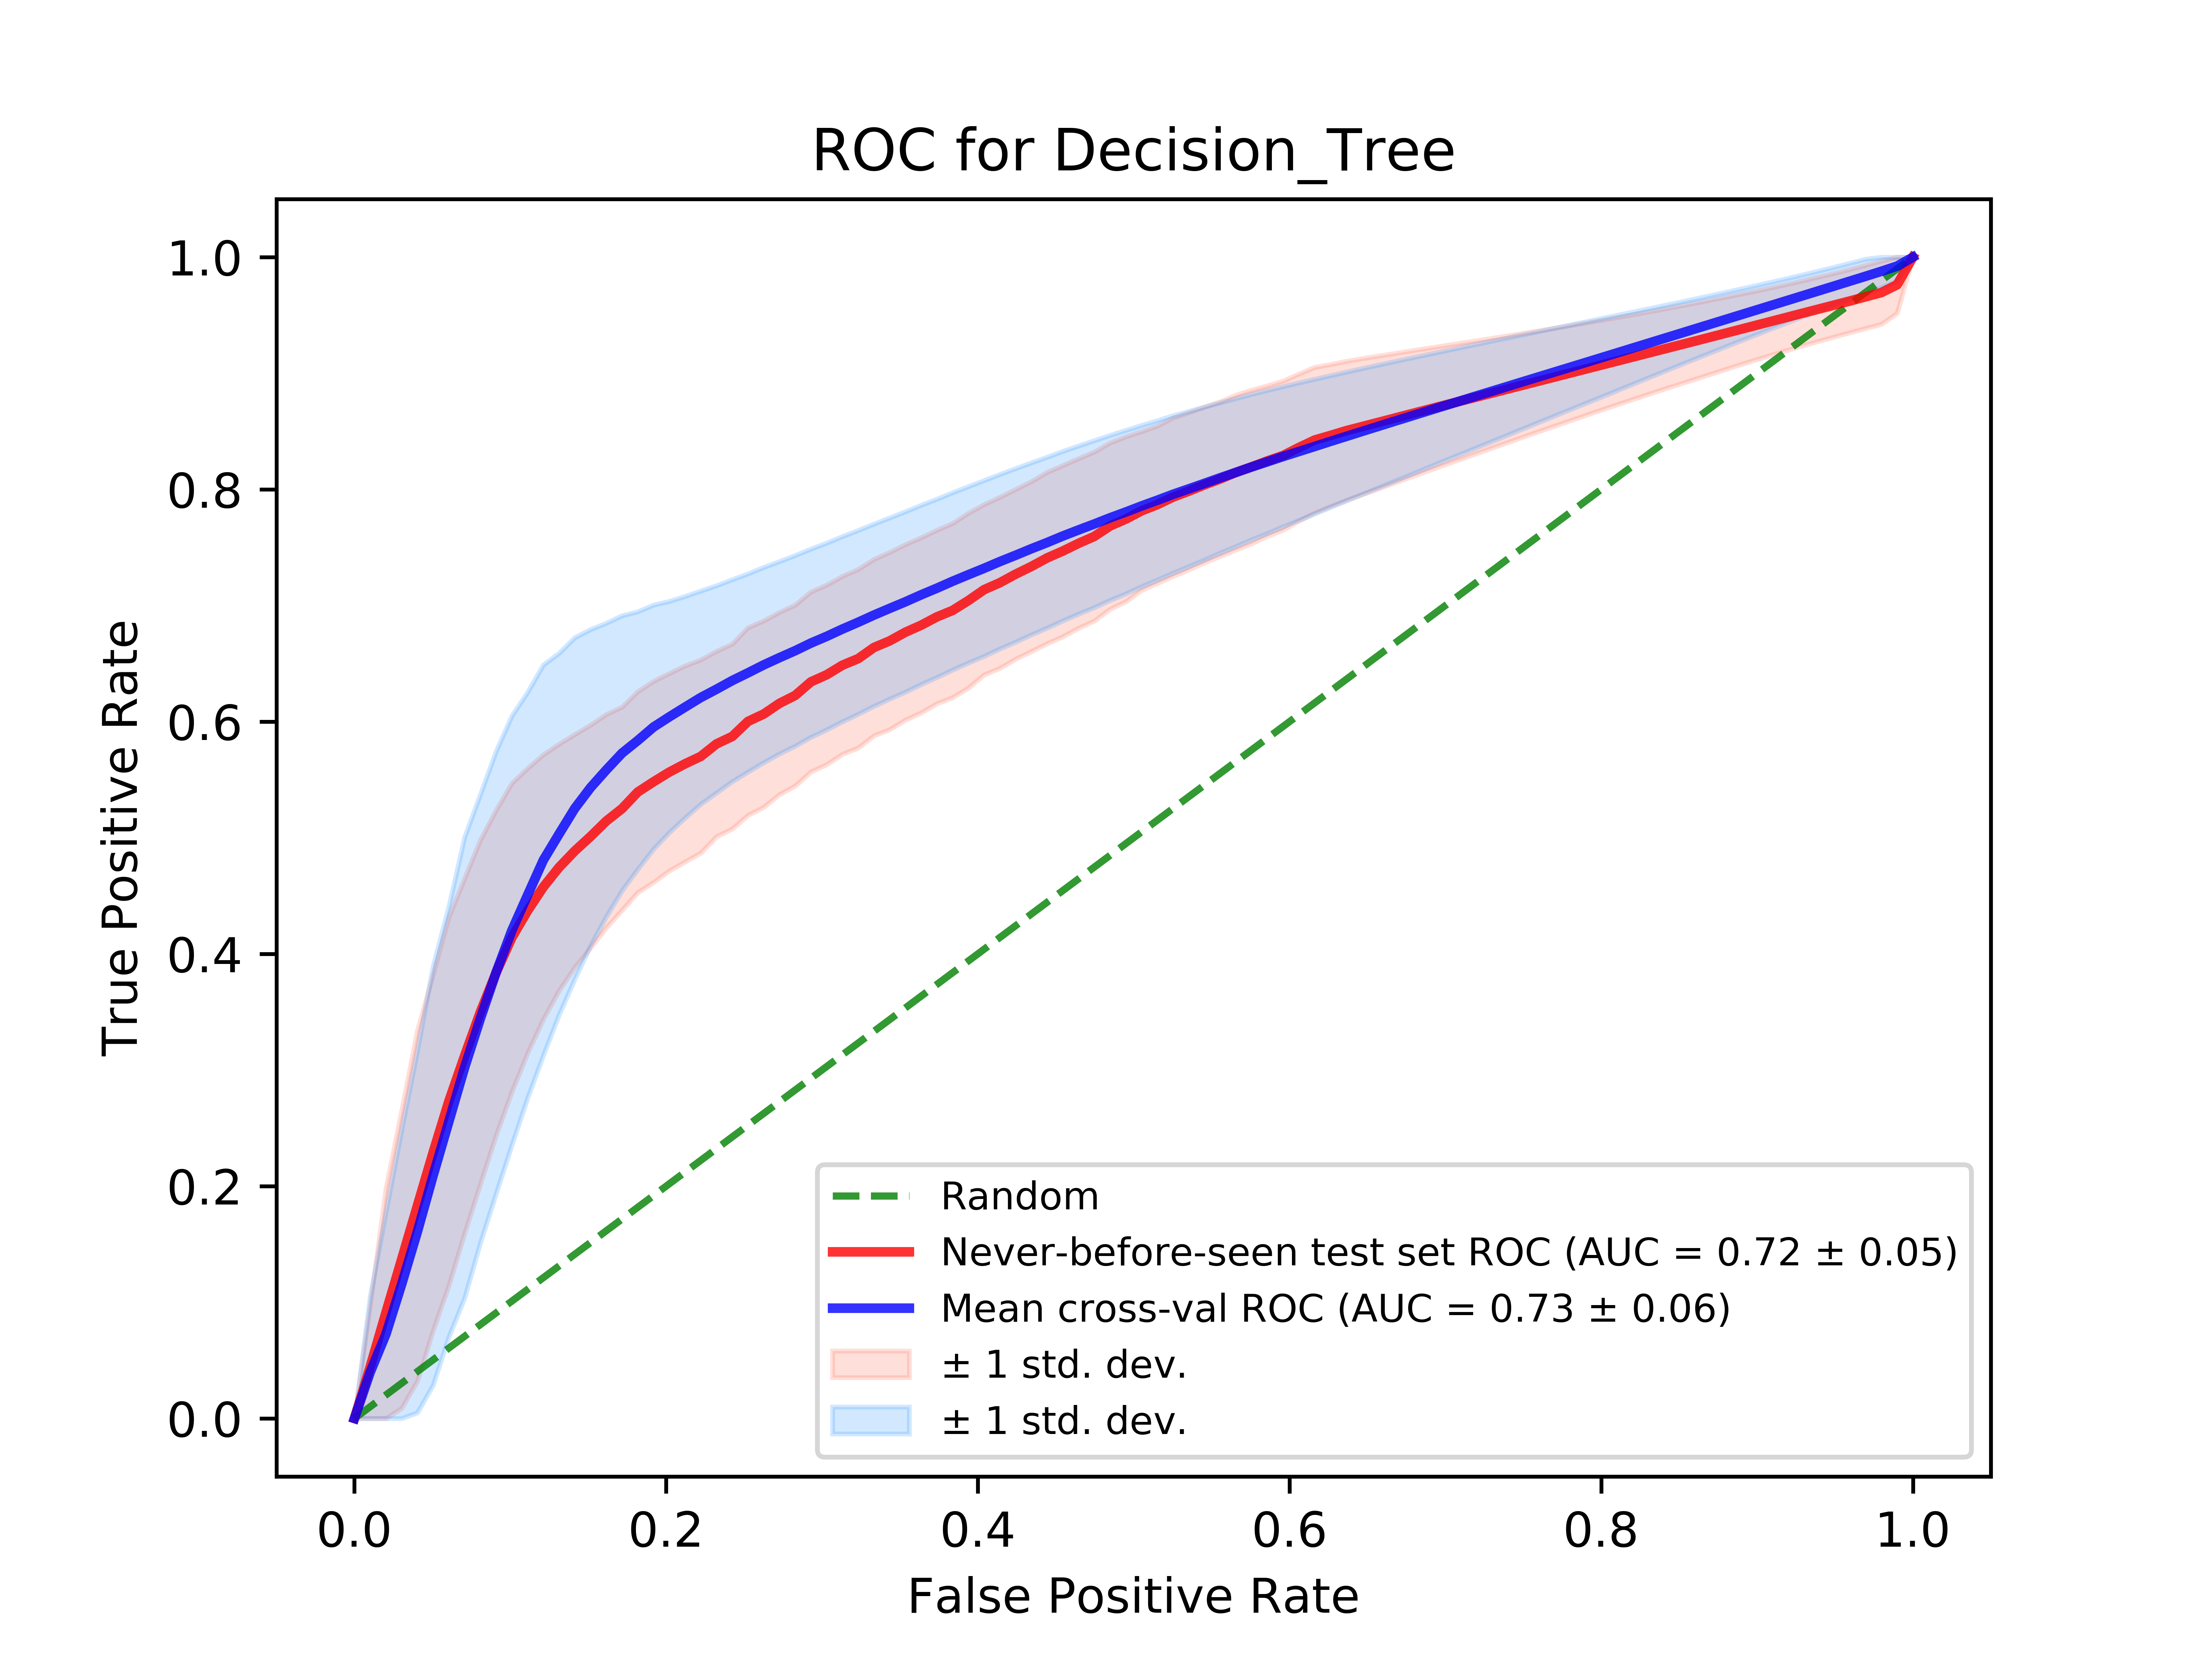 ROC for Decision_Tree
True Positive Rate
1.0
0.8
0.6
0.4
0.2
0.0
Random
Never-before-seen test set ROC (AUC = 0.72 ± 0.05)
Mean cross-val ROC (AUC = 0.73 ± 0.06)
± 1 std. dev.
± 1 std. dev.
0.0 0.2 0.4 0.6 0.8 1.0
False Positive Rate